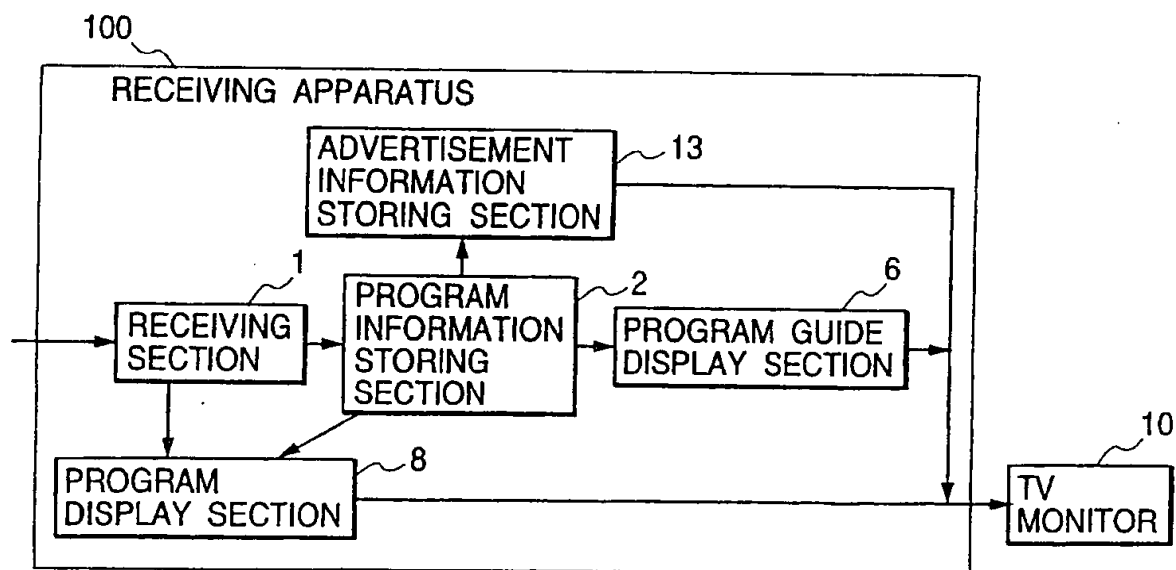 100
RECEIVING APPARATUS
ADVERTISEMENT
INFORMATION
STORING SECTION
13
1
RECEIVING
SECTION
PROGRAM
INFORMATION
STORING
SECTION
2
PROGRAM GUIDE
DISPLAY SECTION
6
PROGRAM
DISPLAY SECTION
8
10
TV
MONITOR